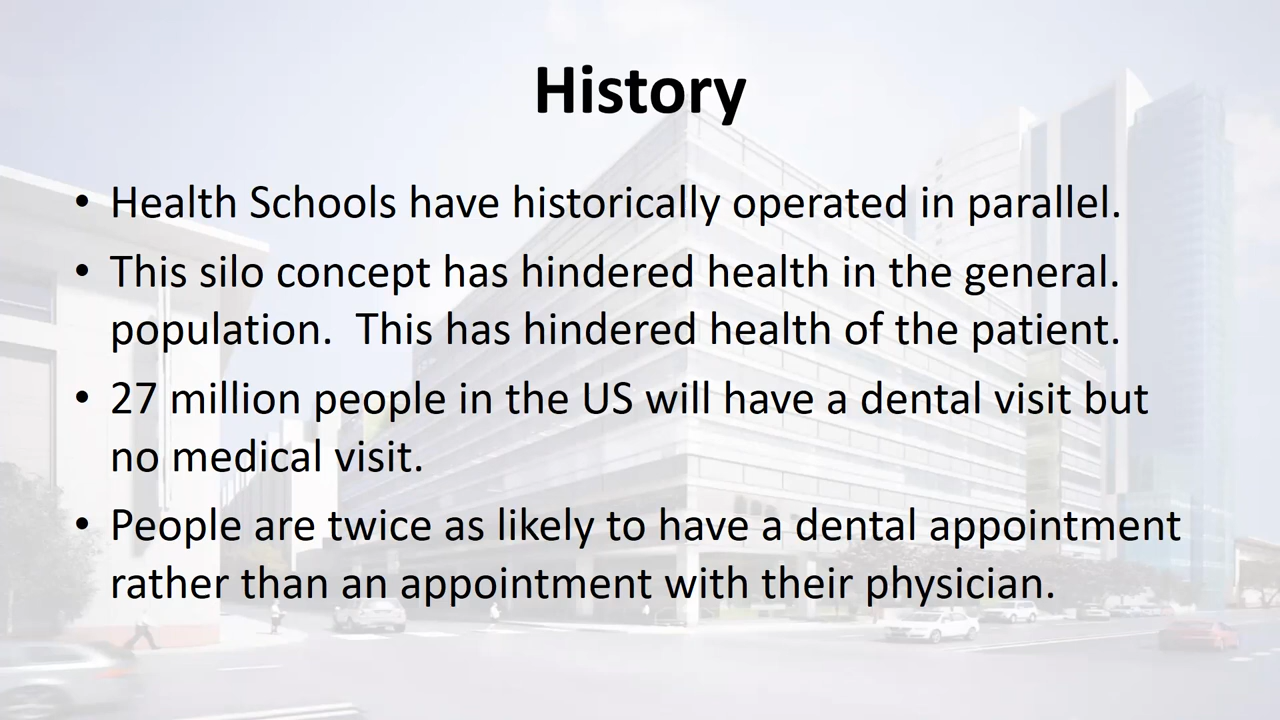 History
• Health Schools have historically operated in parallel.
• This silo concept has hindered health in the general.
population.  This has hindered health of the patient.
• 27 million people in the US will have a dental visit but
no medical visit.
• People are twice as likely to have a dental appointment
rather than an appointment with their physician.